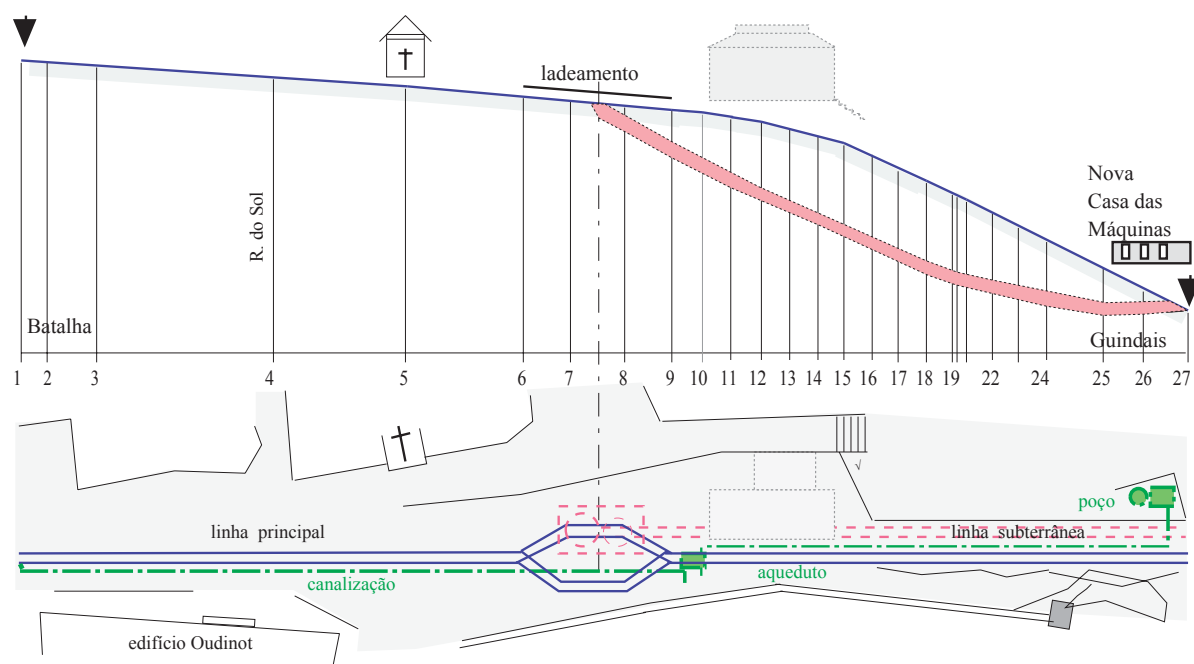 ladeamento
Nova
Casa das
Máquinas
R. do Sol
Batalha
Guindais
1 2 3 4 5 6 7 8 9 10 11 12 13 14 15 16 17 18 19 22 24 25 26 27
poço
linha principal
linha subterrânea
canalização
aqueduto
edifício Oudinot